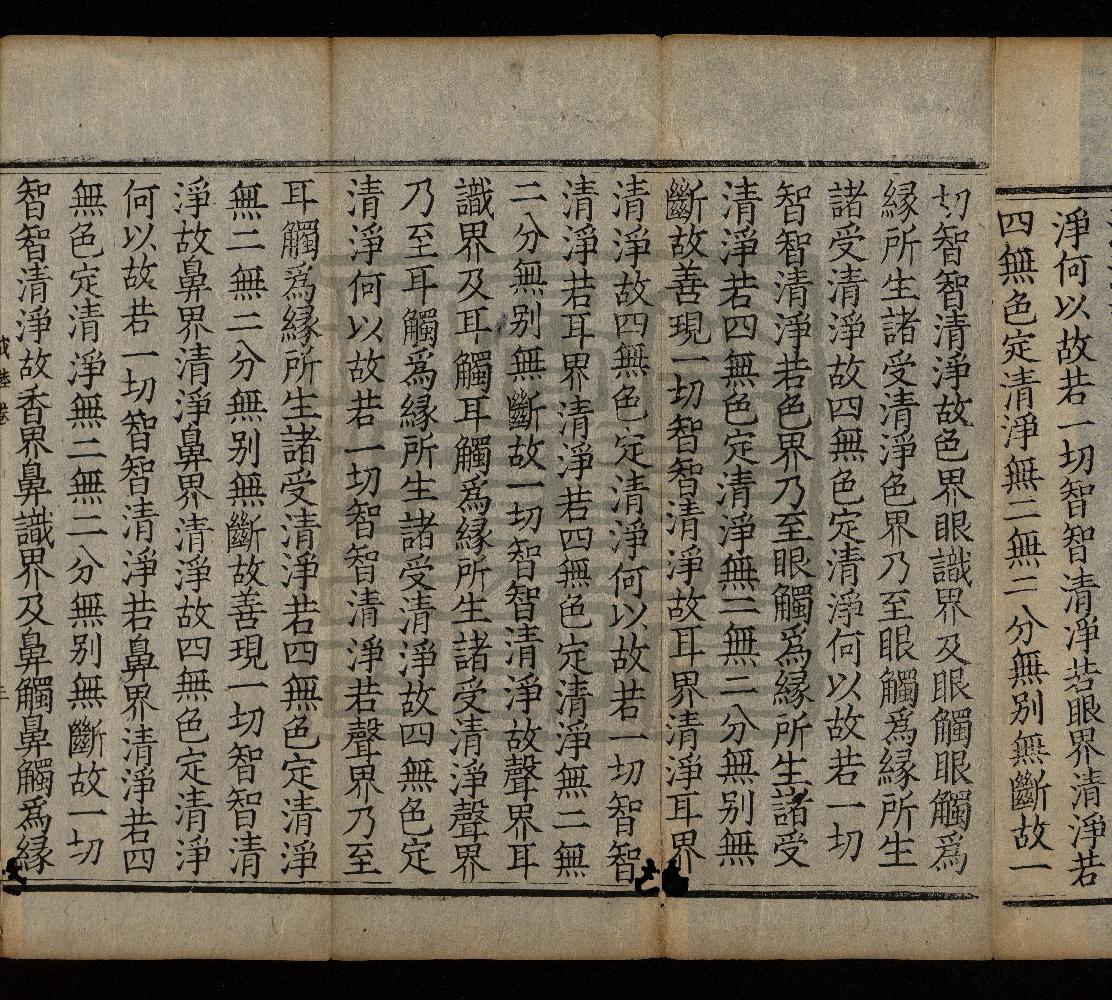 淨何以故若一切智智清淨若眼界清淨若
四無色定清淨無二無二分無别無斷故一
切智智清淨故色界眼識界及眼觸眼觸爲
緣所生諸受清淨色界乃至眼觸爲緣所生
諸受清淨故四無色定清淨何以故若一切
智智清淨若色界乃至眼觸爲緣所生諸受
清淨若四無色定清淨無二無二分無别無
斷故善現一切智智清淨故耳界清淨耳界
清淨故四無色定清淨何以故若一切智智
清淨若耳界清淨若四無色定清淨無二無
二分無别無斷故一切智智清淨故聲界耳
識界及耳觸耳觸爲緣所生諸受清淨聲界
乃至耳觸爲緣所生諸受清淨故四無色定
清淨何以故若一切智智清淨若聲界乃至
耳觸爲緣所生諸受清淨若四無色定清淨
無二無二分無别無斷故善現一切智智清
淨故鼻界清淨鼻界清淨故四無色定清淨
何以故若一切智智清淨若鼻界清淨若四
無色定清淨無二無二分無别無斷故一切
智智清淨故香界鼻識界及鼻觸鼻觸爲緣